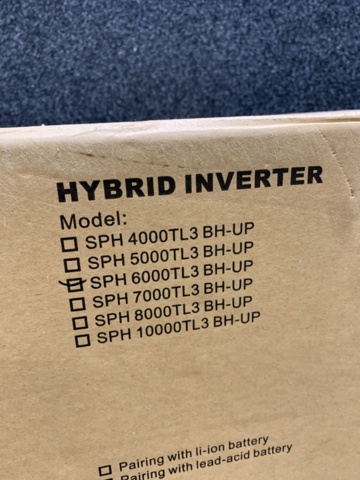 HYBRID INVERTER
Model:
SPH 4000TL3 BH-UP
SPH 5000TL3 BH-UP
SPH 6000TL3 BH-UP
SPH 7000TL3 BH-UP
SPH 8000TL3 BH-UP
SPH 10000TL3 BH-UP
Pairing with li-ion battery
Pairing with lead-acid battery